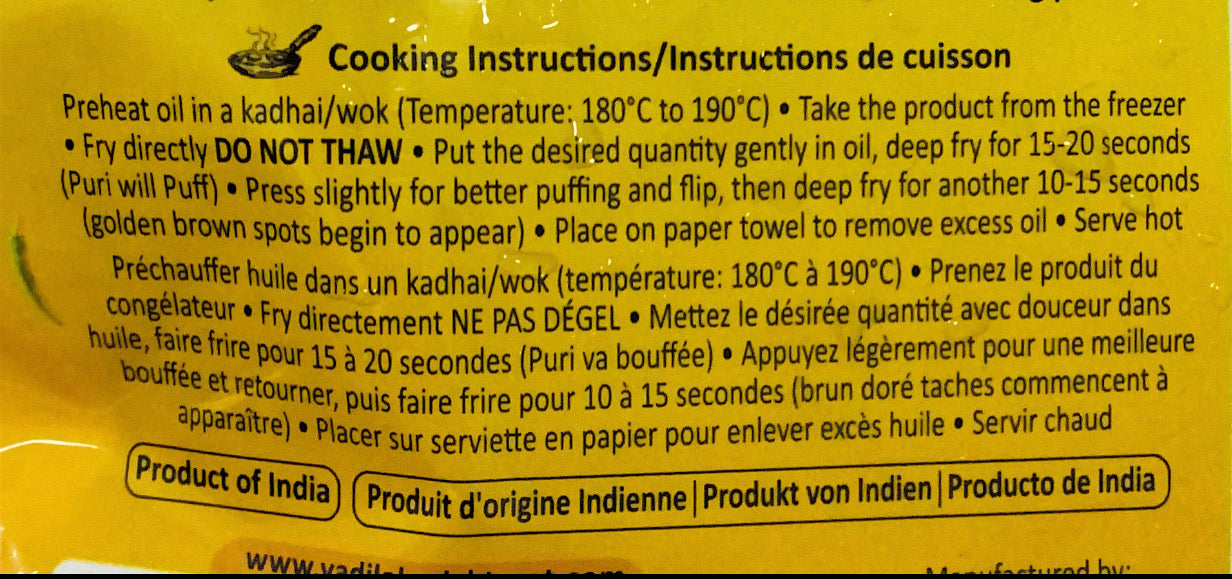 Cooking Instructions/Instructions de cuisson
Preheat oil in a kadhai/wok (Temperature: 180°C to 190°C) • Take the product from the freezer
• Fry directly DO NOT THAW • Put the desired quantity gently in oil, deep fry for 15-20 seconds
(Puri will Puff) • Press slightly for better puffing and flip, then deep fry for another 10-15 seconds
(golden brown spots begin to appear) • Place on paper towel to remove excess oil • Serve hot
Préchauffer huile dans un kadhai/wok (température: 180°C à 190°C) • Prenez le produit du
congélateur • Fry directement NE PAS DÉGEL • Mettez le désirée quantité avec douceur dans
huile, faire frire pour 15 à 20 secondes (Puri va bouffée) • Appuyez légèrement pour une meilleure
bouffée et retourner, puis faire frire pour 10 à 15 secondes (brun doré taches commencent à
apparaître) • Placer sur serviette en papier pour enlever excès huile • Servir chaud
Product of India
Produit d'origine Indienne | Produkt von Indien | Producto de India
Manufactured by: